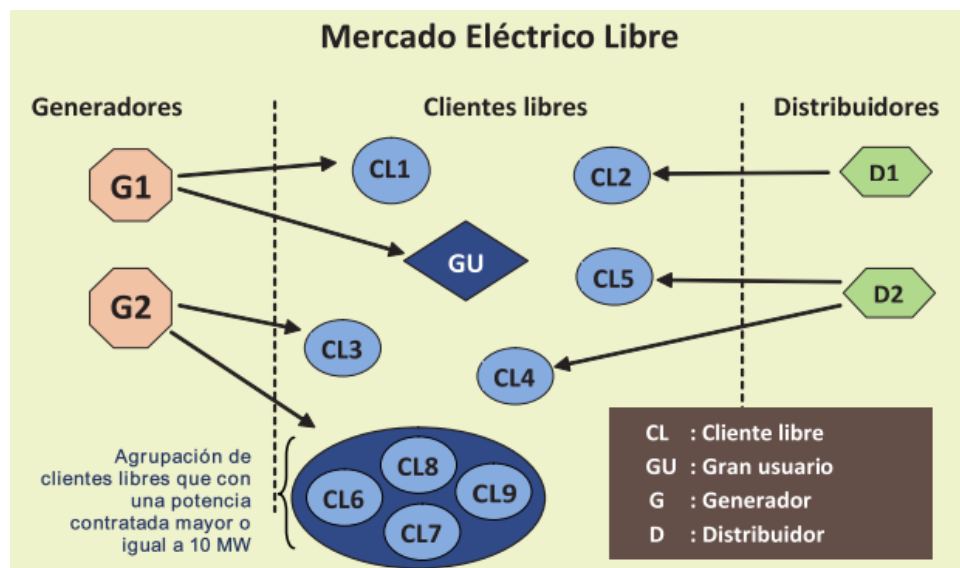 Mercado Eléctrico Libre
Generadores
Clientes libres
Distribuidores
G1
CL1
CL2
D1
GU
G2
CL5
D2
CL3
CL4
Agrupación de
clientes libres que con
una potencia
contratada mayor o
igual a 10 MW
CL8
CL6
CL9
CL7
CL : Cliente libre
GU : Gran usuario
G : Generador
D : Distribuidor